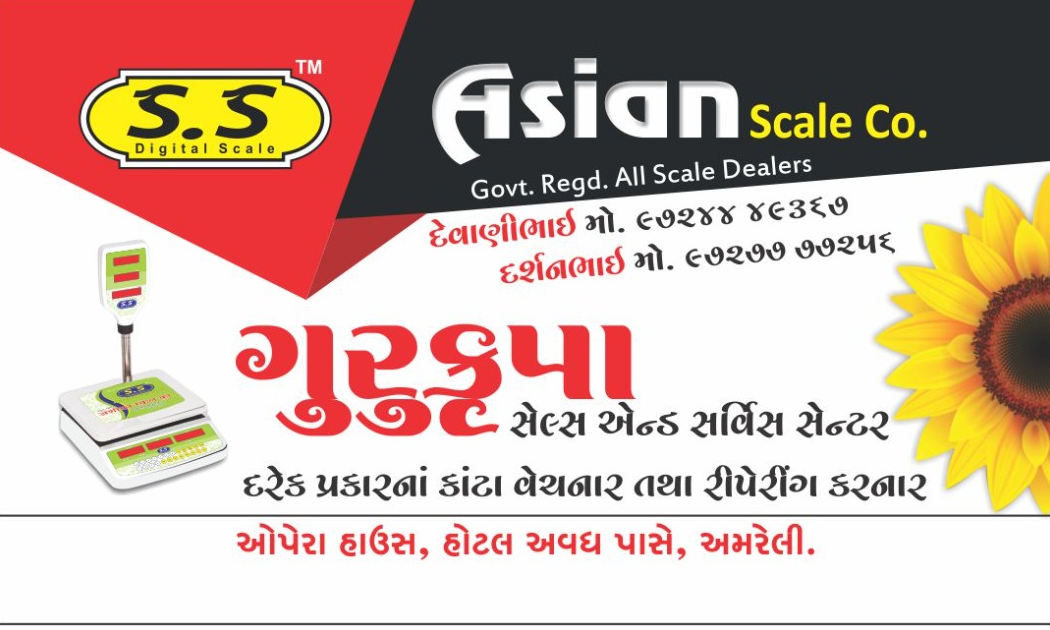 TM
S.S
Digital Scale
Asian Scale Co.
Govt. Regd. All Scale Dealers
દેવાણીભાઈ મો. ૯૭૨૪૪ ૪૯૩૬૭
દર્શનભાઈ મો. ૯૭૨૭૭ ૭૭૨૫૬
ગુરુકૃપા
સેલ્સ એન્ડ સર્વિસ સેન્ટર
દરેક પ્રકારનાં કાંટા વેચનાર તથા રીપેરીંગ કરનાર
ઓપેરા હાઉસ, હોટલ અવધ પાસે, અમરેલી.
S.S
S.S